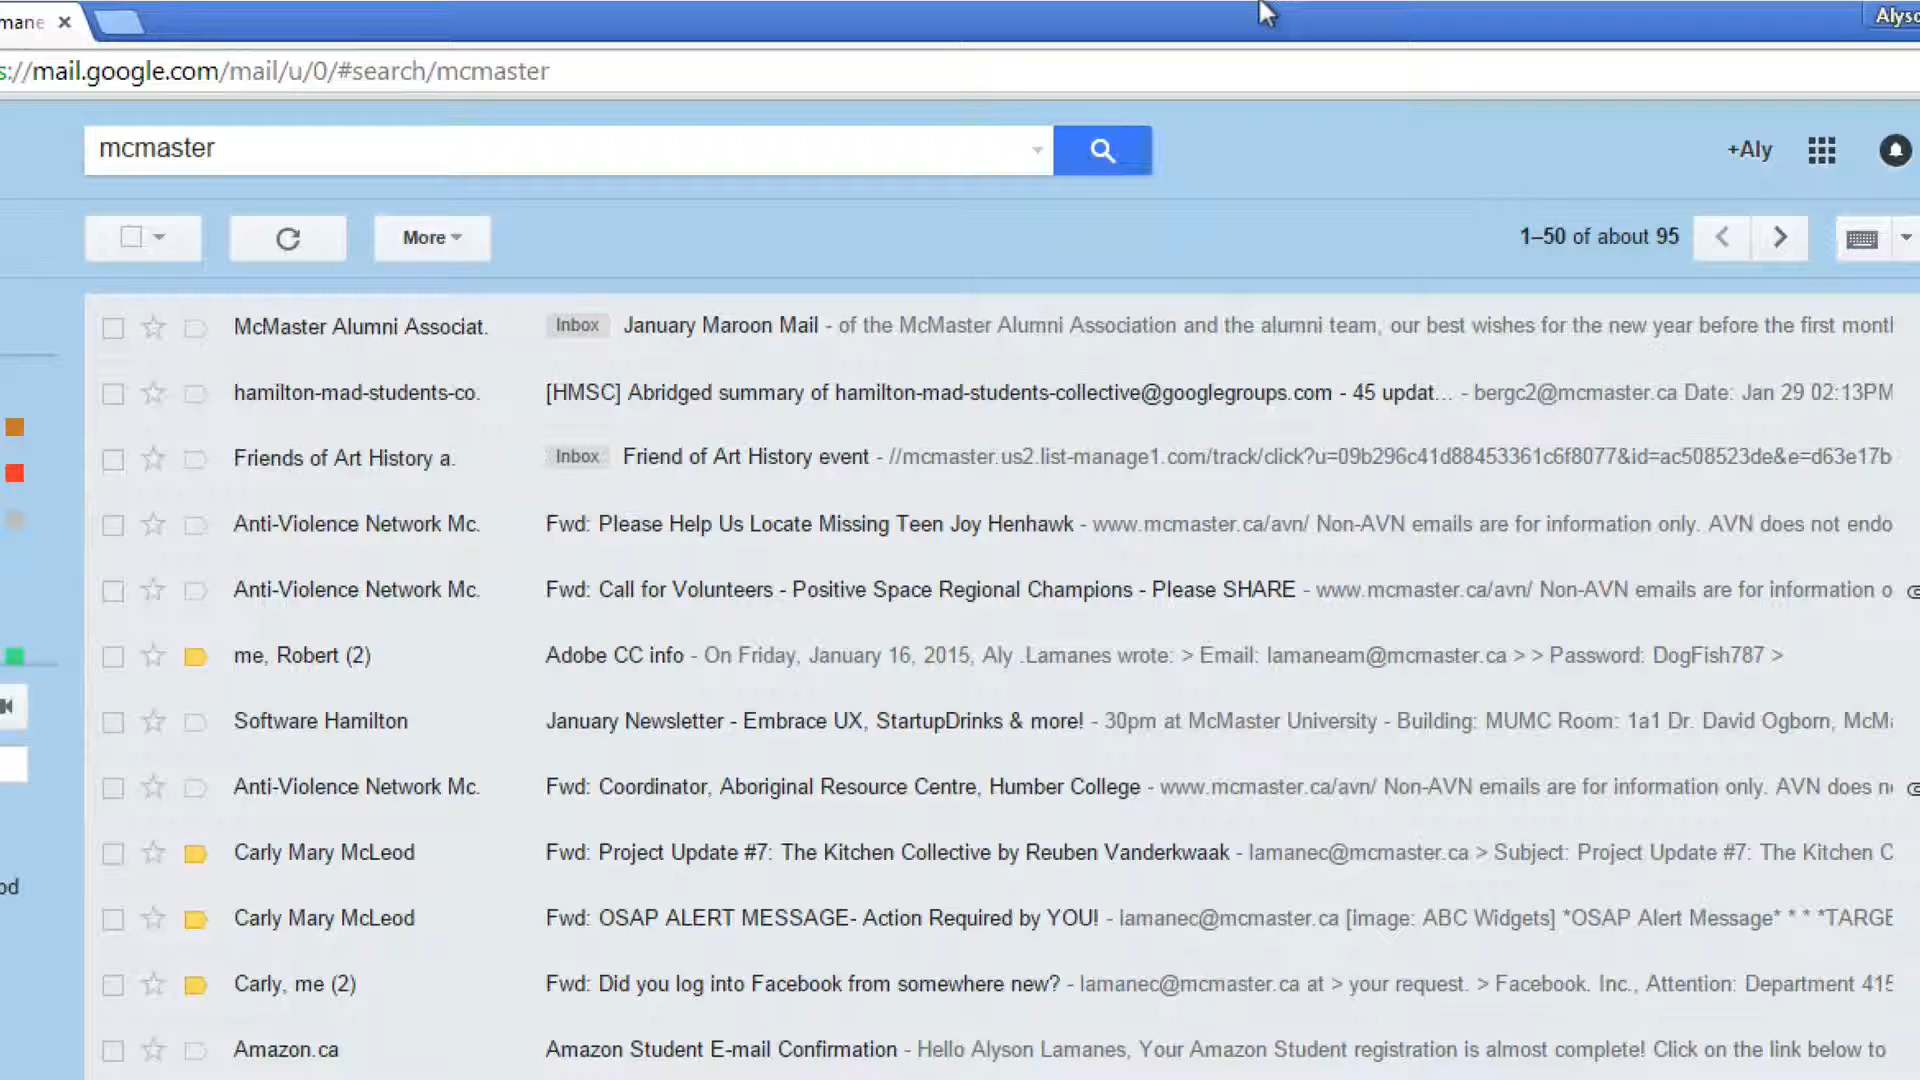 mane
Alyso
s://mail.google.com/mail/u/0/#search/mcmaster
mcmaster
+Aly
More
1–50 of about 95
McMaster Alumni Associat. Inbox January Maroon Mail - of the McMaster Alumni Association and the alumni team, our best wishes for the new year before the first month
hamilton-mad-students-co. [HMSC] Abridged summary of hamilton-mad-students-collective@googlegroups.com - 45 updat... - bergc2@mcmaster.ca Date: Jan 29 02:13PM
Friends of Art History a. Inbox Friend of Art History event - //mcmaster.us2.list-manage1.com/track/click?u=09b296c41d88453361c6f8077&id=ac508523de&e=d63e17b
Anti-Violence Network Mc. Fwd: Please Help Us Locate Missing Teen Joy Henhawk - www.mcmaster.ca/avn/ Non-AVN emails are for information only. AVN does not endo
Anti-Violence Network Mc. Fwd: Call for Volunteers - Positive Space Regional Champions - Please SHARE - www.mcmaster.ca/avn/ Non-AVN emails are for information o
me, Robert (2) Adobe CC info - On Friday, January 16, 2015, Aly .Lamanes wrote: > Email: lamaneam@mcmaster.ca > > Password: DogFish787 >
Software Hamilton January Newsletter - Embrace UX, StartupDrinks & more! - 30pm at McMaster University - Building: MUMC Room: 1a1 Dr. David Ogborn, McMa
Anti-Violence Network Mc. Fwd: Coordinator, Aboriginal Resource Centre, Humber College - www.mcmaster.ca/avn/ Non-AVN emails are for information only. AVN does n
Carly Mary McLeod Fwd: Project Update #7: The Kitchen Collective by Reuben Vanderkwaak - lamanec@mcmaster.ca > Subject: Project Update #7: The Kitchen C
od
Carly Mary McLeod Fwd: OSAP ALERT MESSAGE- Action Required by YOU! - lamanec@mcmaster.ca [image: ABC Widgets] *OSAP Alert Message* * * *TARGE
Carly, me (2) Fwd: Did you log into Facebook from somewhere new? - lamanec@mcmaster.ca at > your request. > Facebook. Inc., Attention: Department 415
Amazon.ca Amazon Student E-mail Confirmation - Hello Alyson Lamanes, Your Amazon Student registration is almost complete! Click on the link below to